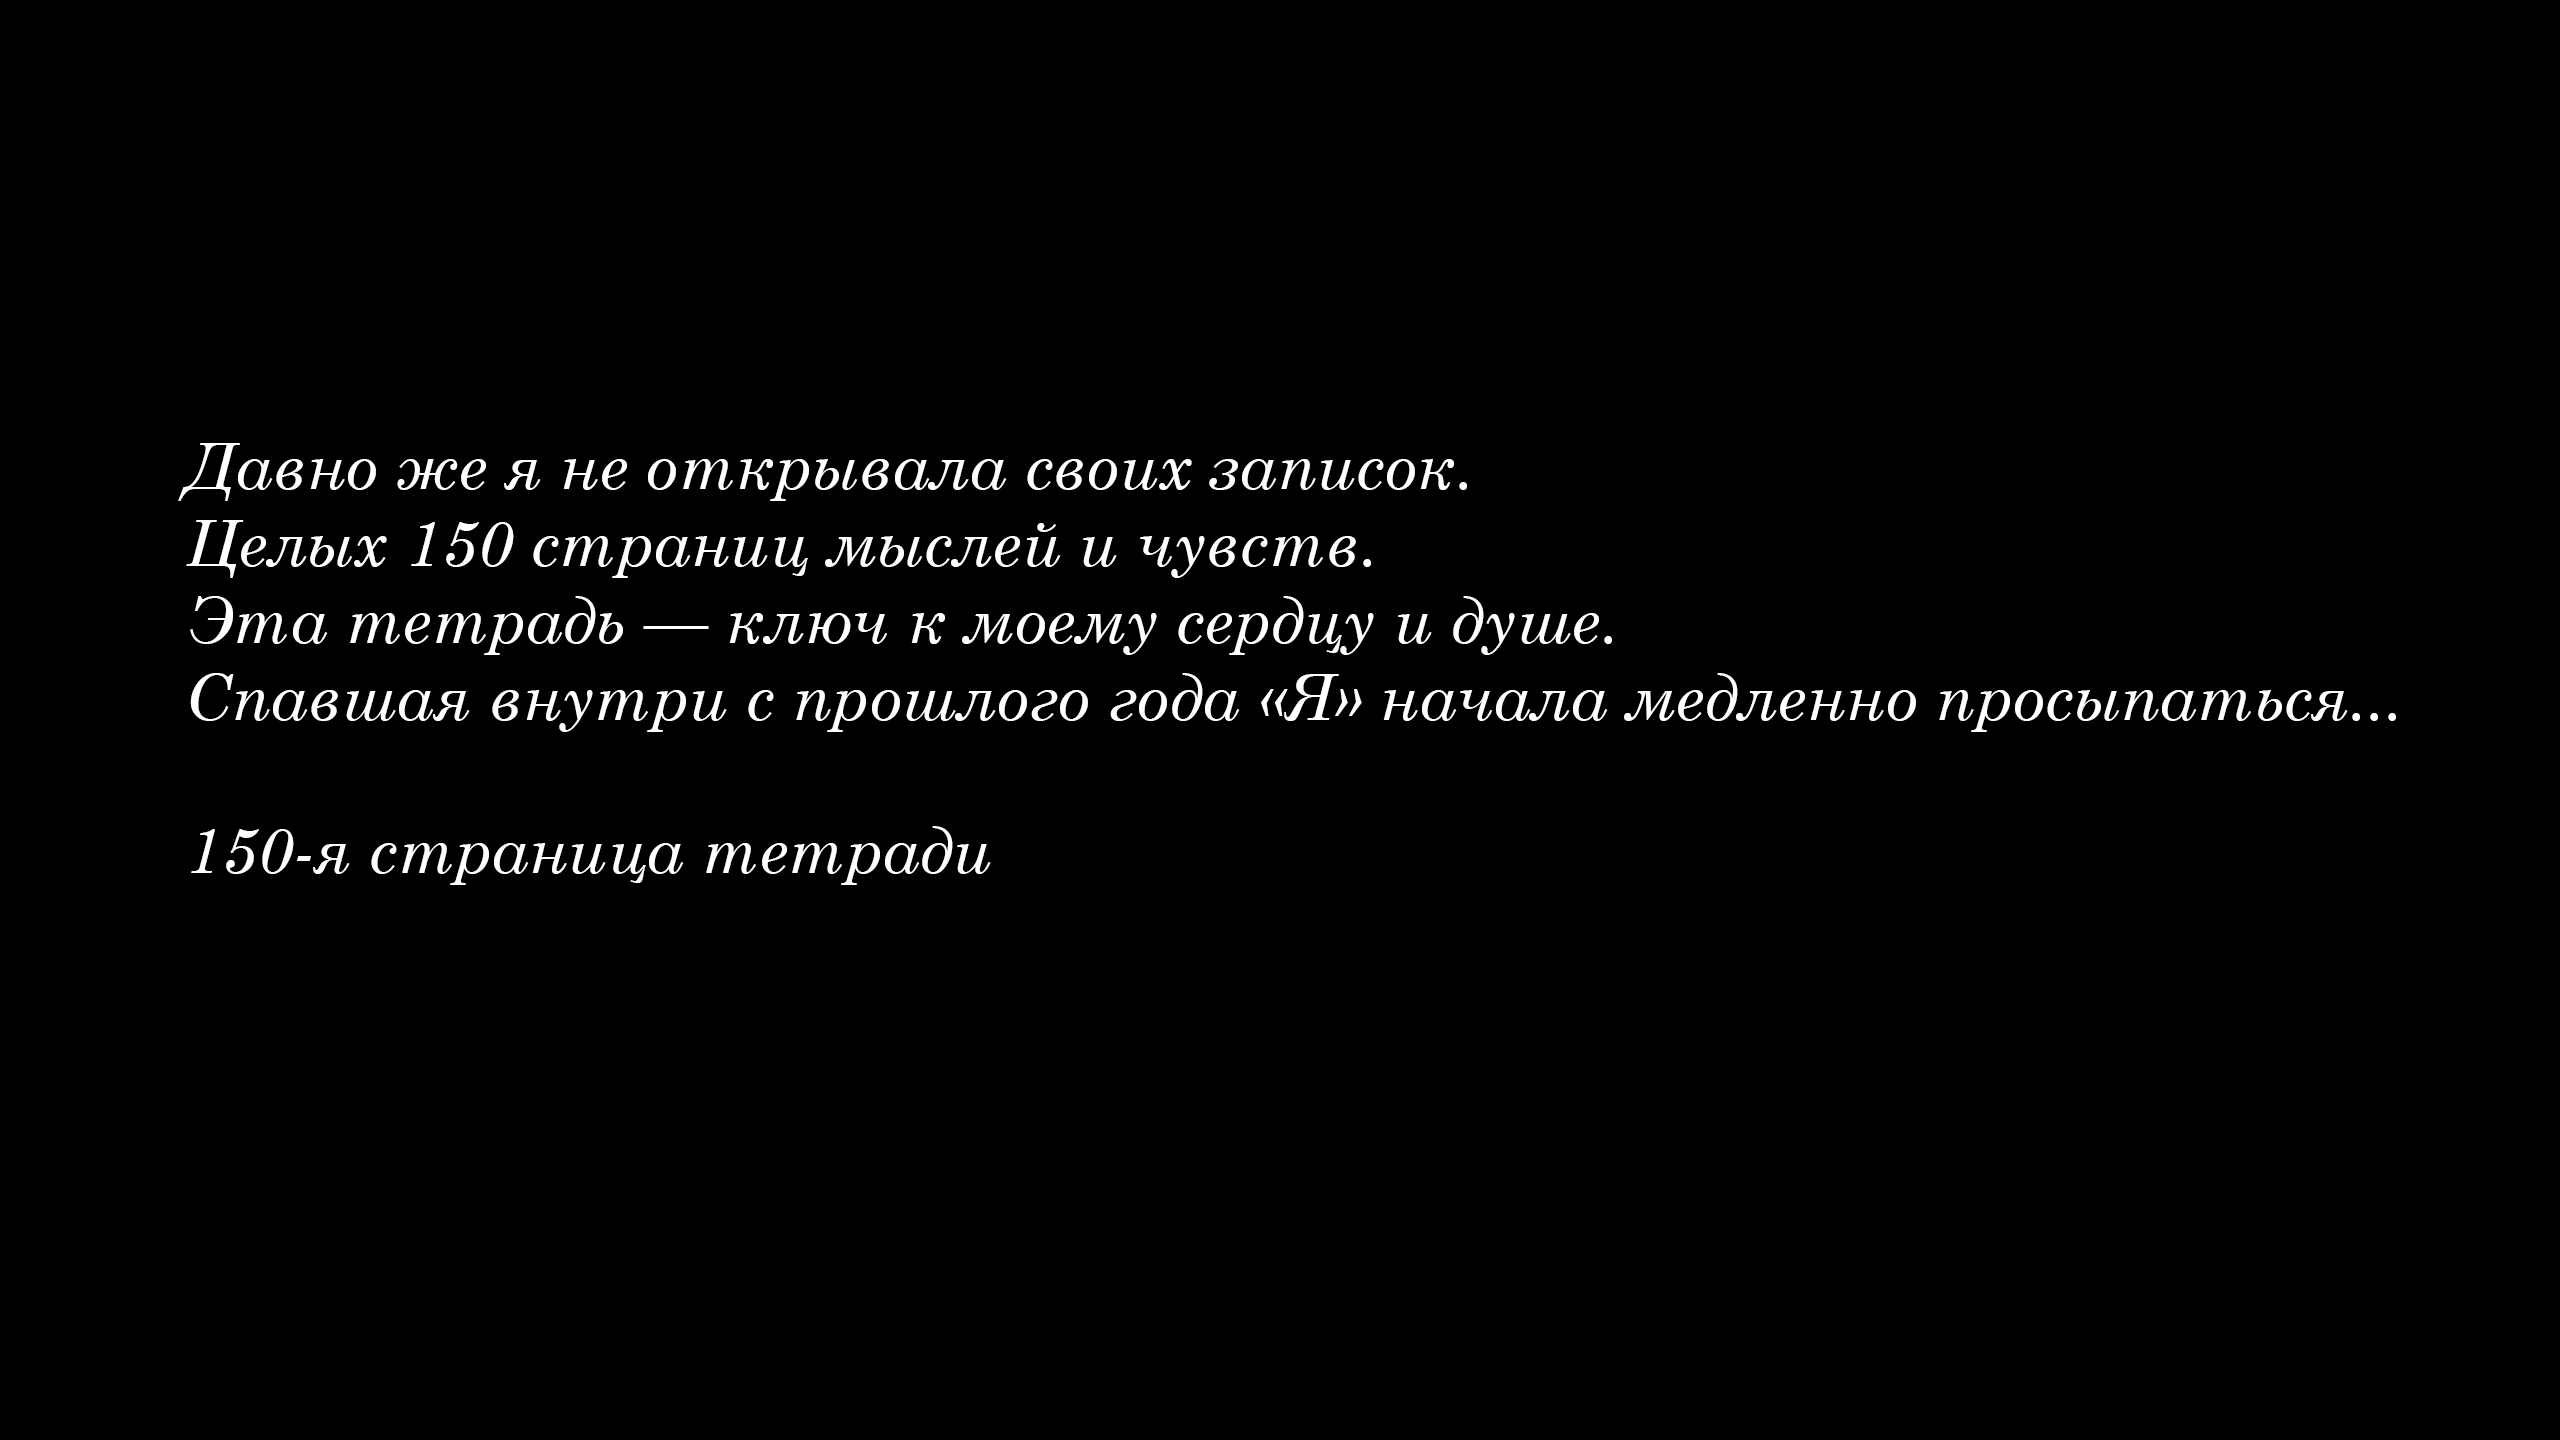 Давно же я не открывала своих записок.
Целых 150 страниц мыслей и чувств.
Эта тетрадь — ключ к моему сердцу и душе.
Спавшая внутри с прошлого года «Я» начала медленно просыпаться...
150-я страница тетради